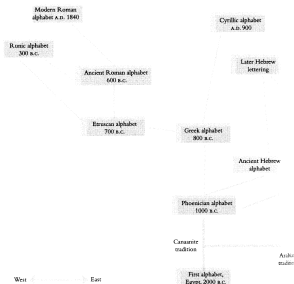 Modern Roman
alphabet A.D. 1840
Cyrillic alphabet
A.D. 900
Runic alphabet
300 B.C.
Later Hebrew
lettering
Ancient Roman alphabet
600 B.C.
Etruscan alphabet
700 B.C.
Greek alphabet
800 B.C.
Ancient Hebrew
alphabet
Phoenician alphabet
1000 B.C.
Canaanite
tradition
West
East
First alphabet,
Egypt, 2000 B.C.